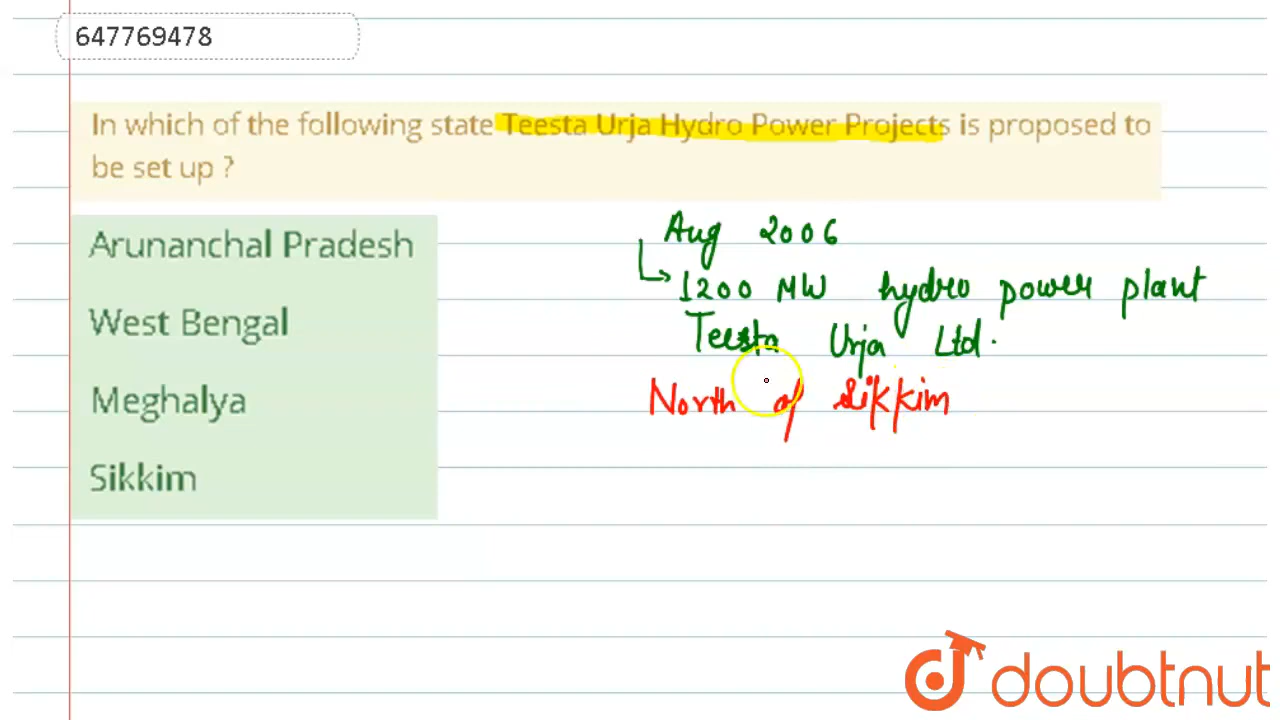 647769478
In which of the following state Teesta Urja Hydro Power Projects is proposed to
be set up ?
Arunanchal Pradesh
West Bengal
Meghalya
Sikkim
Aug 2006
1200 MW hydro power plant
Teesta Urja Ltd.
North of Sikkim
doubtnut